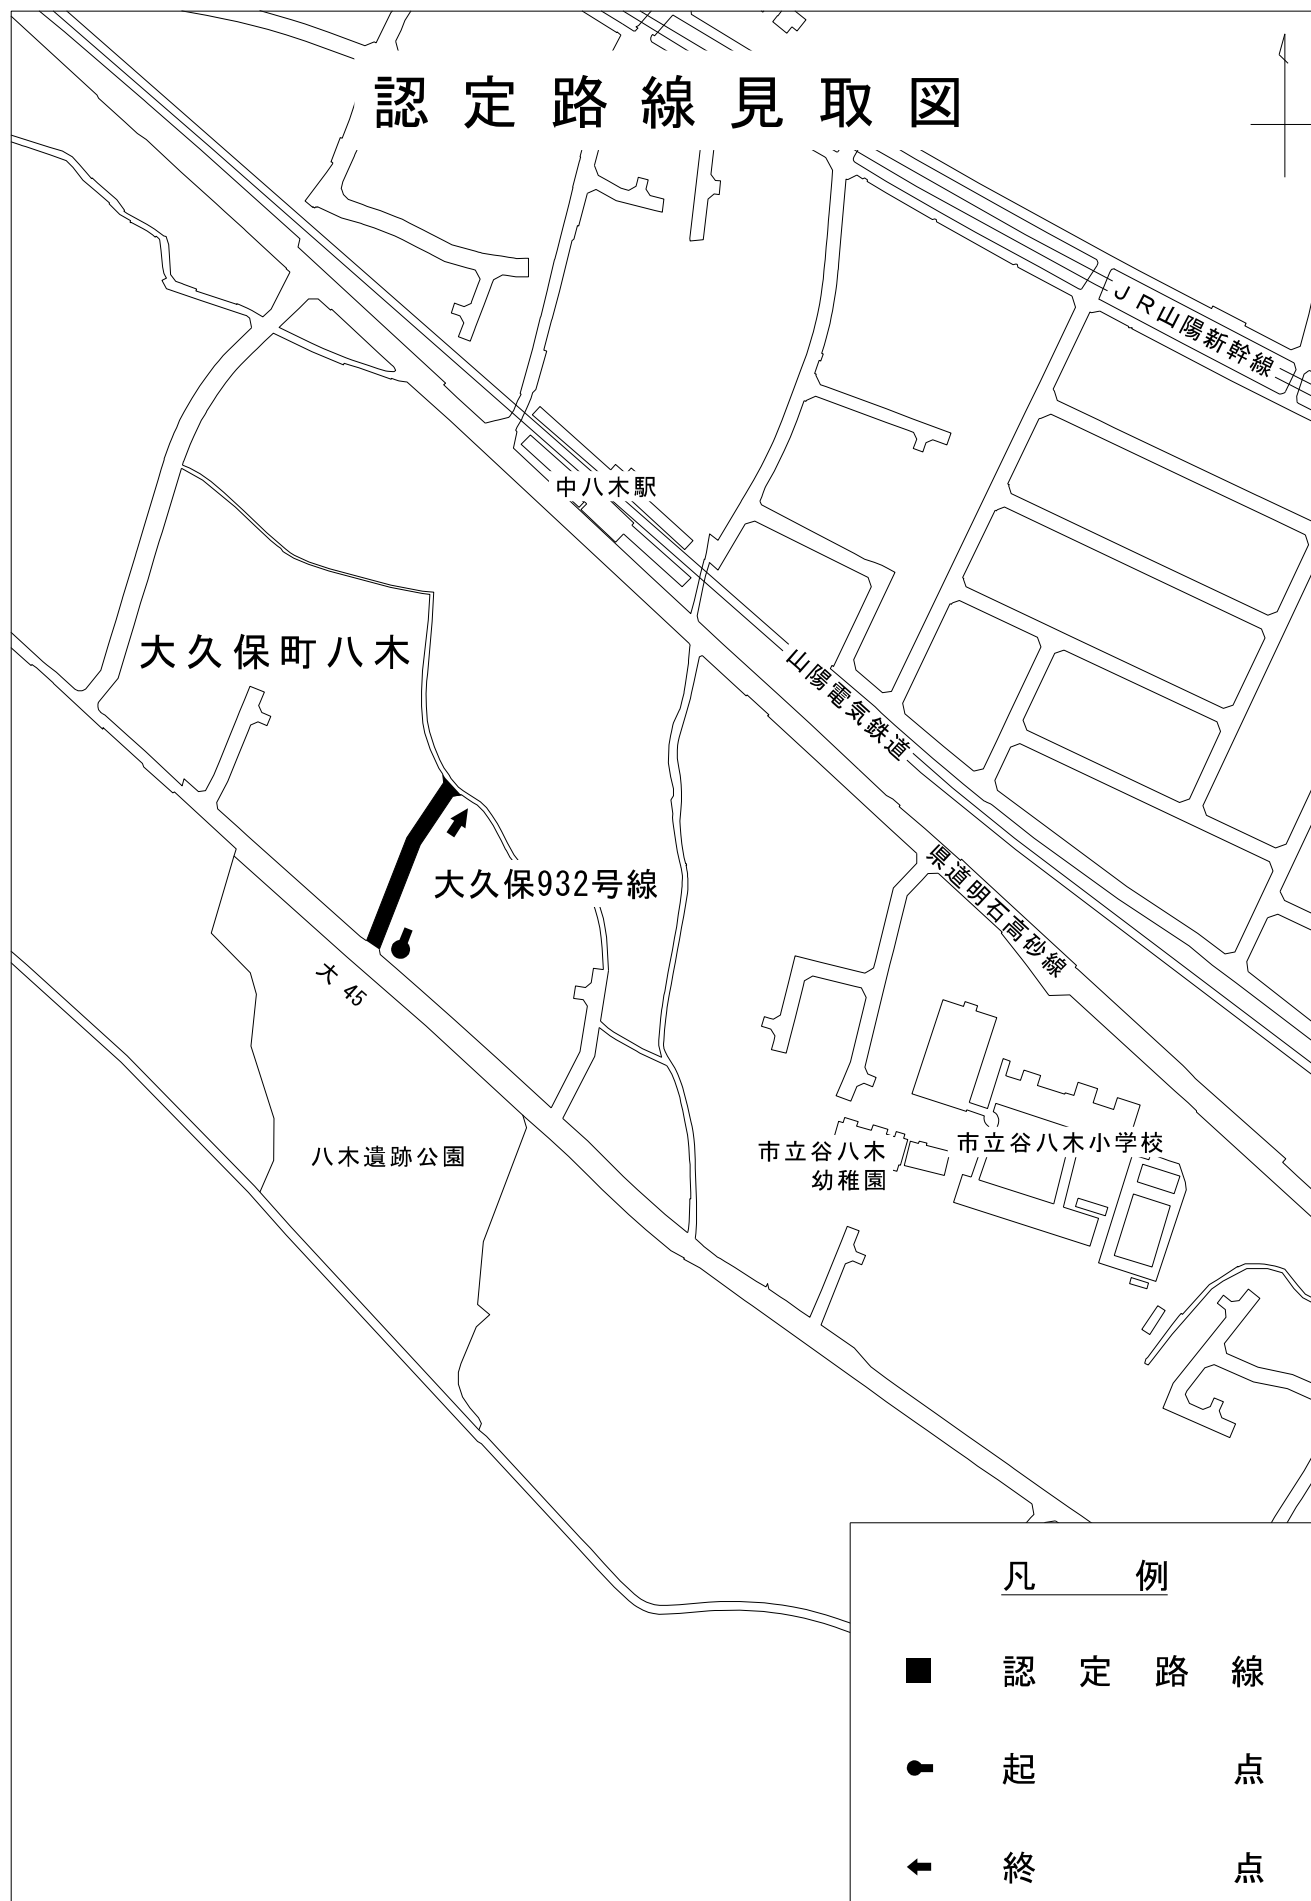 認定路線見取図
JR山陽新幹線
中八木駅
大久保町八木
山陽電気鉄道
大久保932号線
県道明石高砂線
大45
八木遺跡公園
市立谷八木
幼稚園
市立谷八木小学校
凡例
認定路線
起点
終点